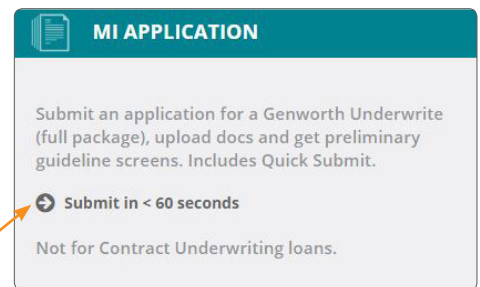 MI APPLICATION
Submit an application for a Genworth Underwrite
(full package), upload docs and get preliminary
guideline screens. Includes Quick Submit.
Submit in < 60 seconds
Not for Contract Underwriting loans.